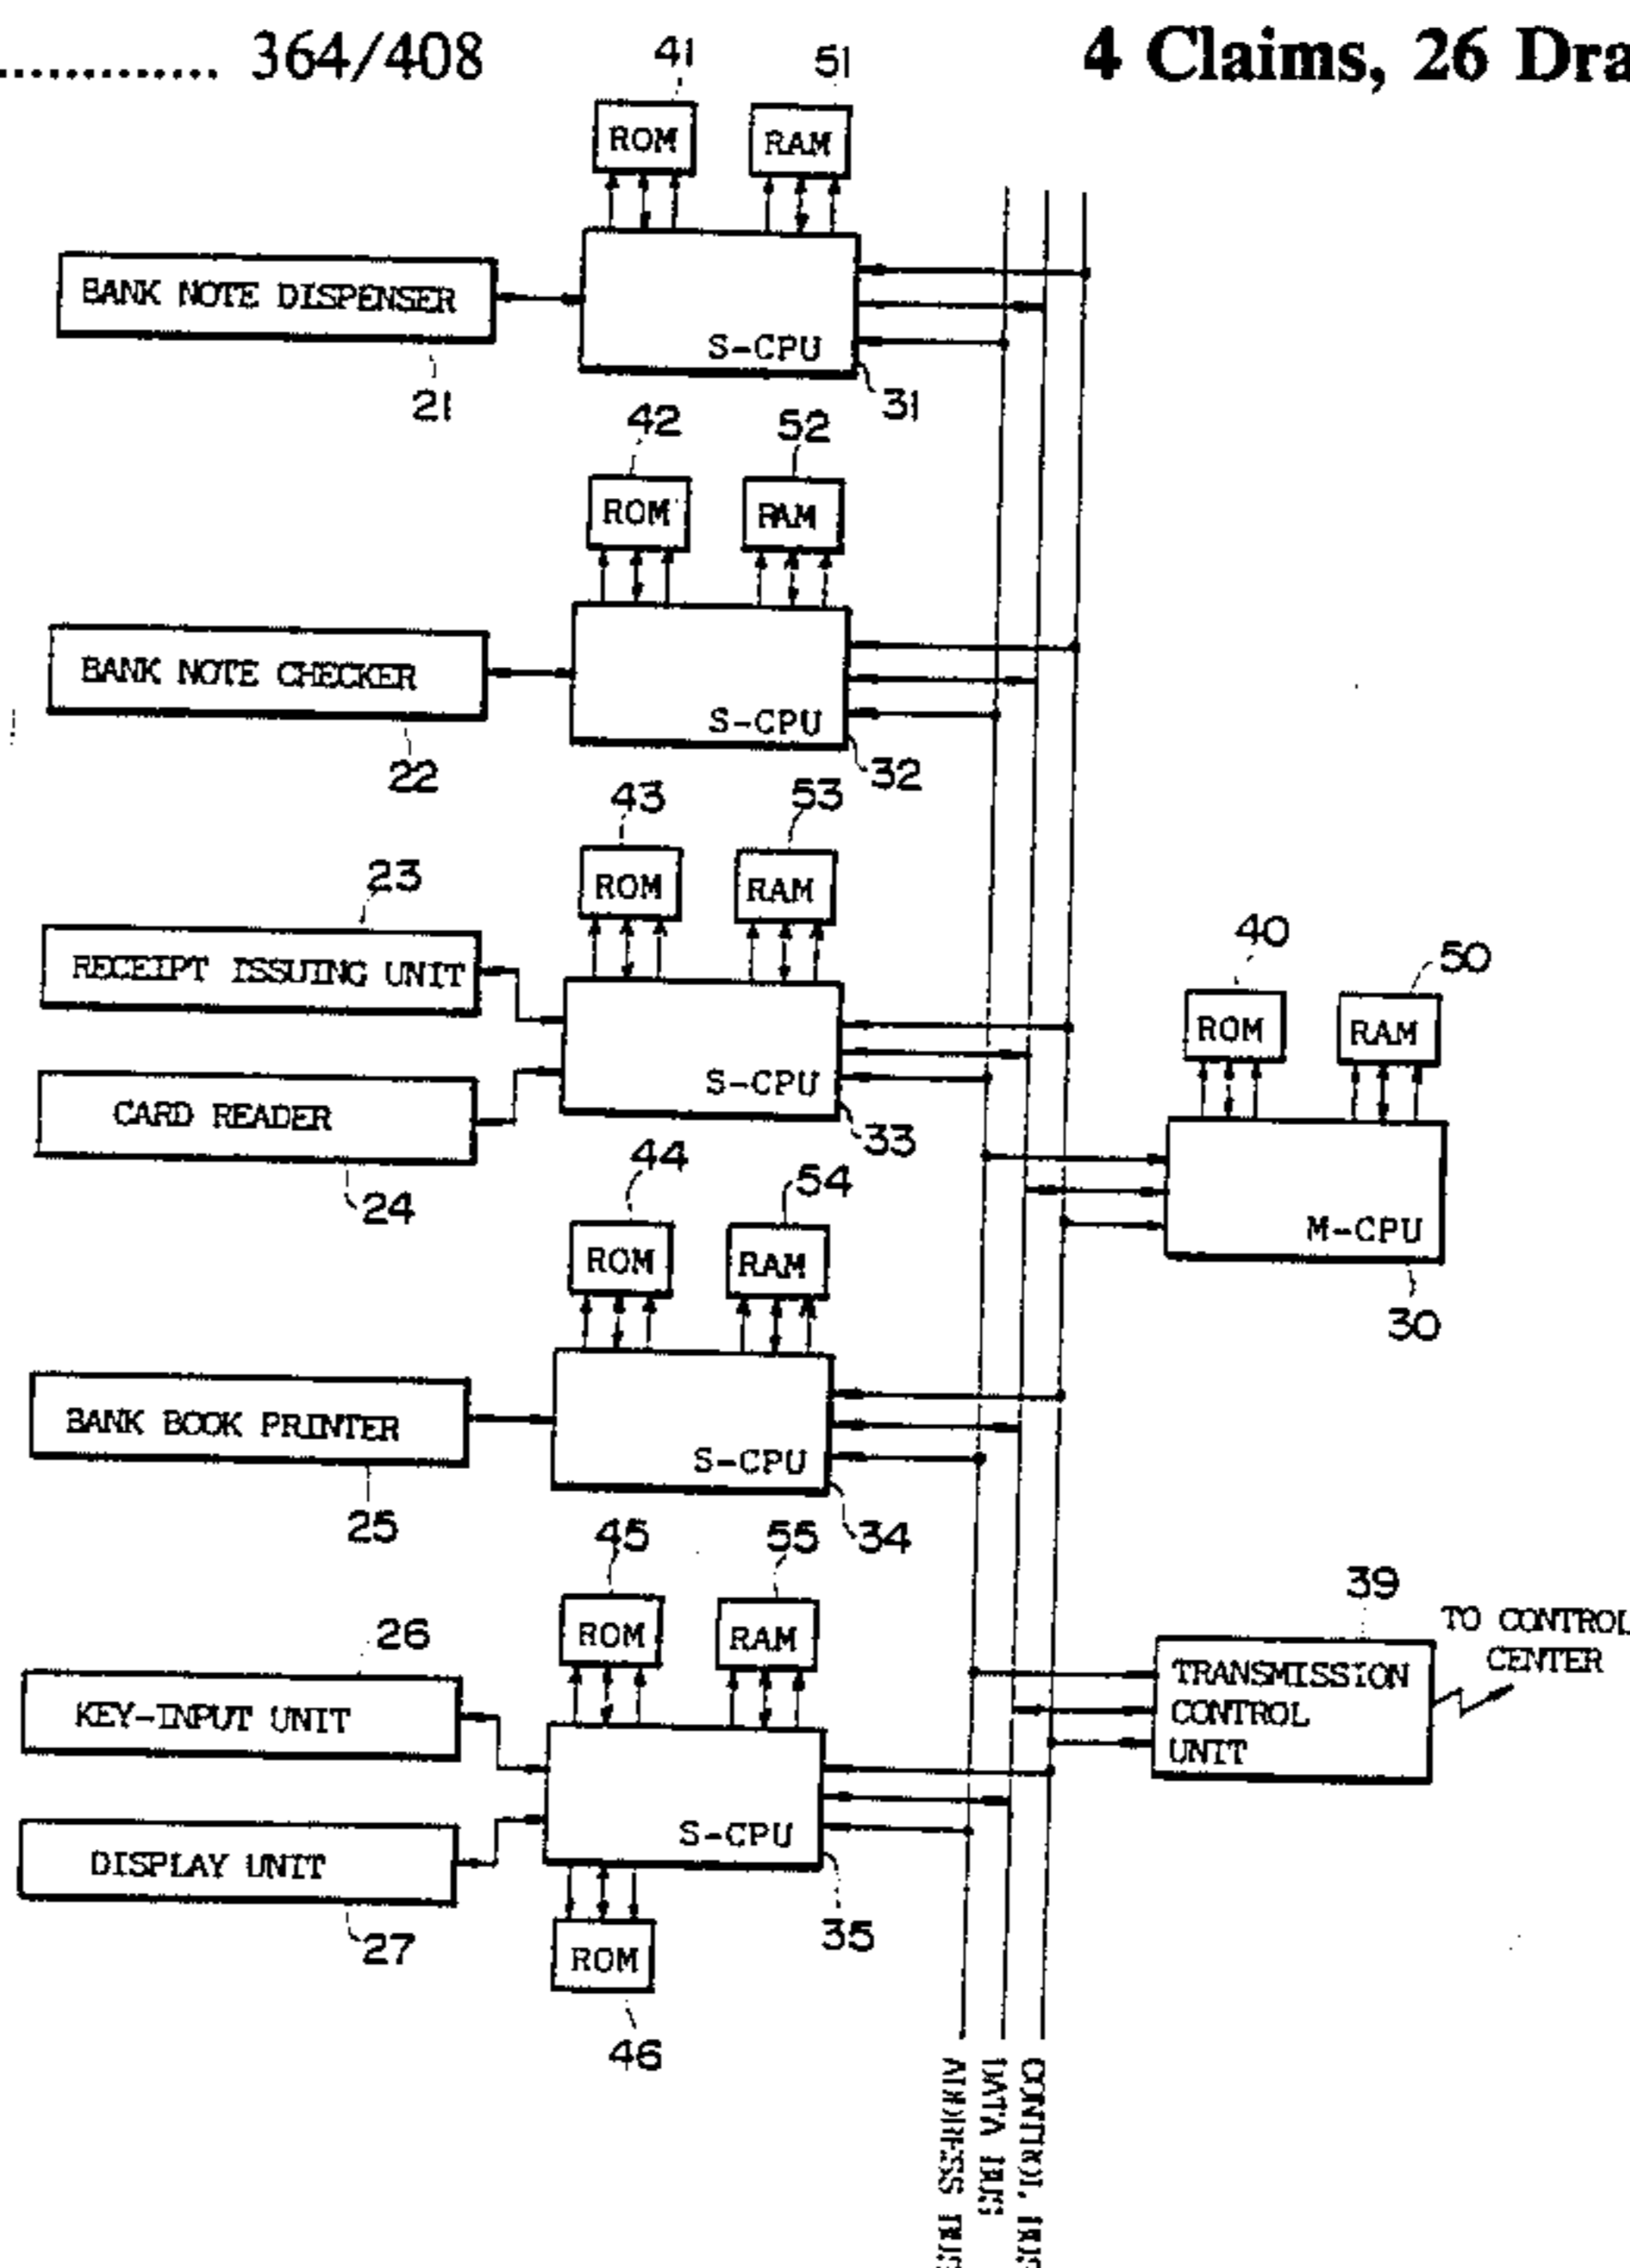 ............. 364/408
4 Claims, 26 Dra
41
51
ROM
RAM
BANK NOTE DISPENSER
S-CPU
21
31
42
52
ROM
RAM
BANK NOTE CHECKER
S-CPU
22
32
43
53
23
ROM
RAM
RECEIPT ISSUING UNIT
40
50
ROM
RAM
S-CPU
CARD READER
33
24
44
54
M-CPU
30
ROM
RAM
BANK BOOK PRINTER
S-CPU
25
34
45
55
39
26
ROM
RAM
TO CONTROL
CENTER
KEY-INPUT UNIT
TRANSMISSION
CONTROL
UNIT
S-CPU
DISPLAY UNIT
27
35
ROM
46
ADDRESS BUS
DATA BUS
CONTROL BUS